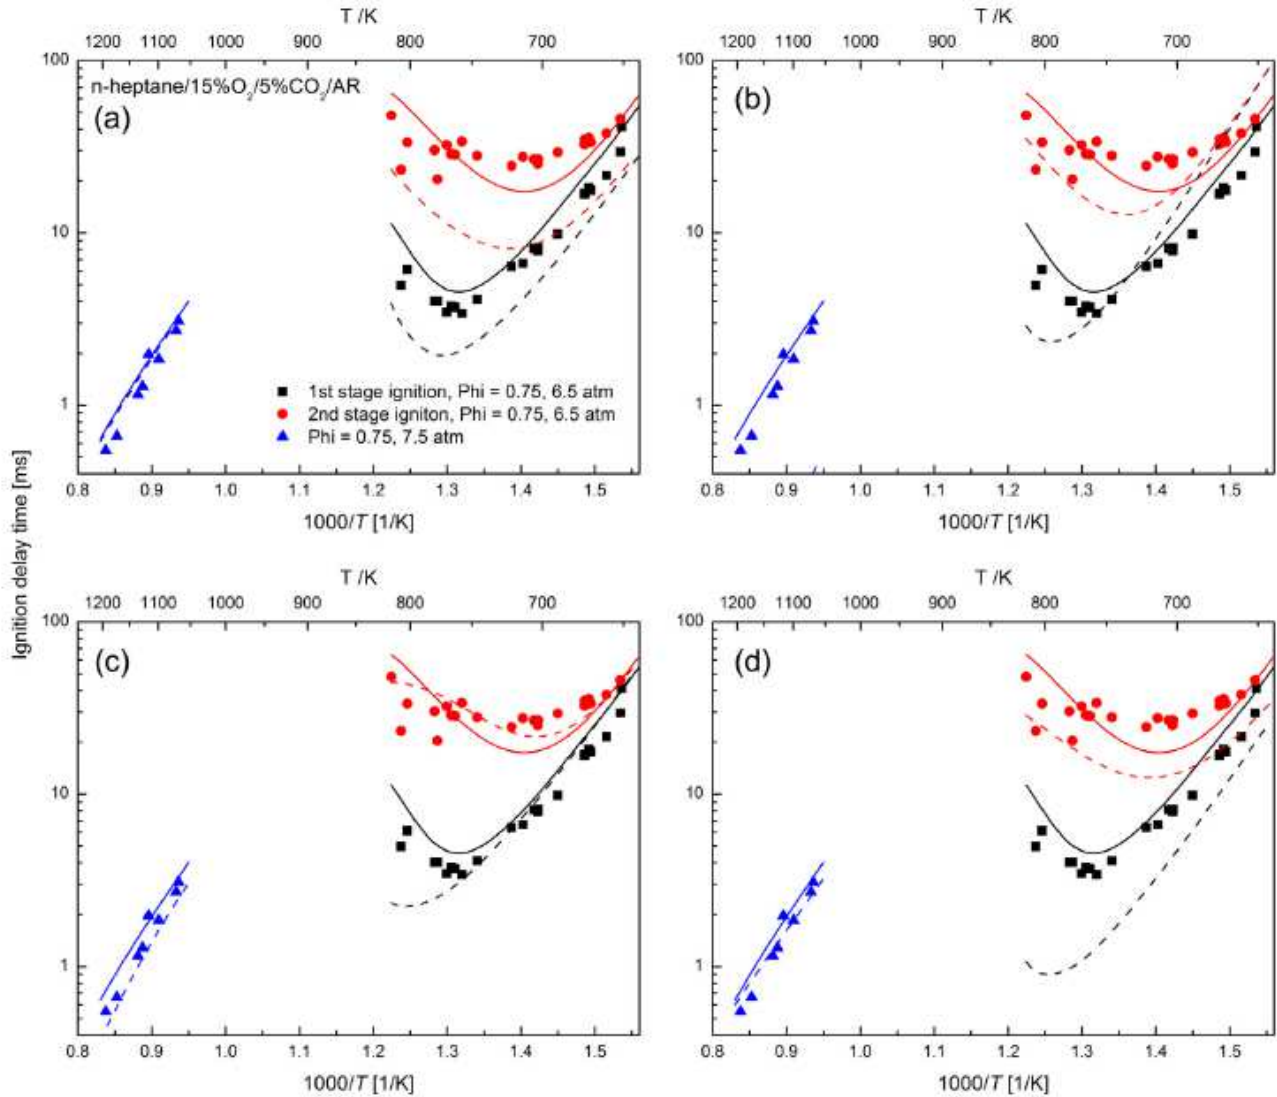 T /K
1200 1100 1000 900 800 700
100
n-heptane/15%O2/5%CO2/AR
(a)
10
1st stage ignition, Phi = 0.75, 6.5 atm
2nd stage igniton, Phi = 0.75, 6.5 atm
1
Phi = 0.75, 7.5 atm
0.8 0.9 1.0 1.1 1.2 1.3 1.4 1.5
1000/T [1/K]
T /K
1200 1100 1000 900 800 700
100
(b)
10
1
0.8 0.9 1.0 1.1 1.2 1.3 1.4 1.5
1000/T [1/K]
Ignition delay time [ms]
T /K
1200 1100 1000 900 800 700
100
(c)
10
1
0.8 0.9 1.0 1.1 1.2 1.3 1.4 1.5
1000/T [1/K]
T /K
1200 1100 1000 900 800 700
100
(d)
10
1
0.8 0.9 1.0 1.1 1.2 1.3 1.4 1.5
1000/T [1/K]